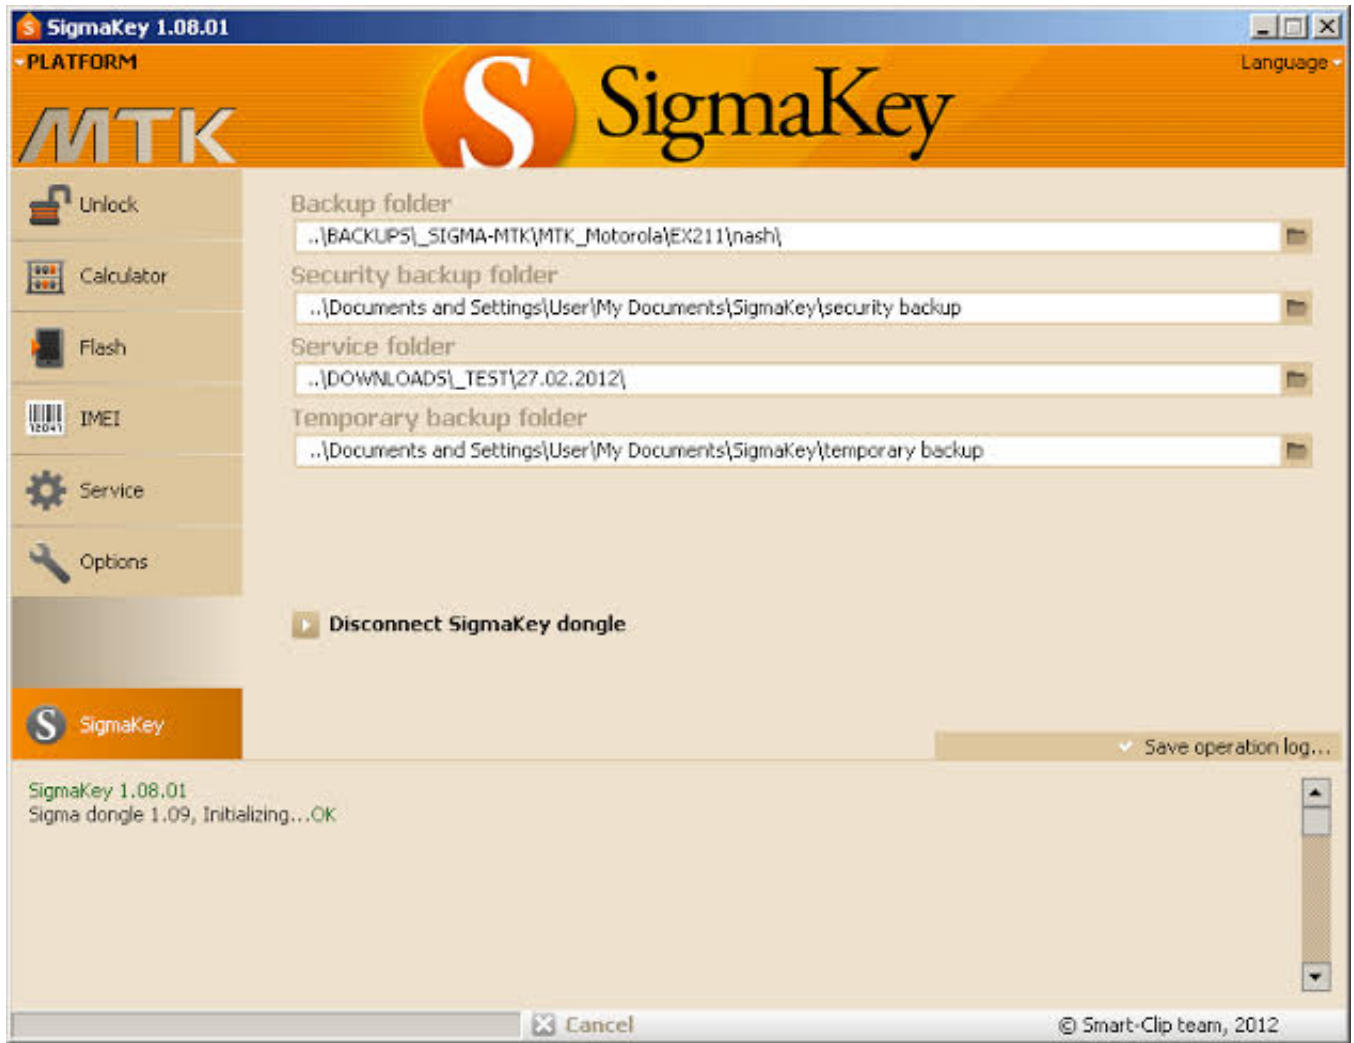 SigmaKey 1.08.01
PLATFORM
Language
MTK
S SigmaKey
Unlock
Calculator
Flash
IMEI
Service
Options
SigmaKey
Backup folder
..\BACKUPS\_SIGMA-MTK\MTK_Motorola\EX211\nash\
Security backup folder
..\Documents and Settings\User\My Documents\SigmaKey\security backup
Service folder
..\DOWNLOADS\_TEST\27.02.2012\
Temporary backup folder
..\Documents and Settings\User\My Documents\SigmaKey\temporary backup
Disconnect SigmaKey dongle
Save operation log...
SigmaKey 1.08.01
Sigma dongle 1.09, Initializing...OK
Cancel
© Smart-Clip team, 2012